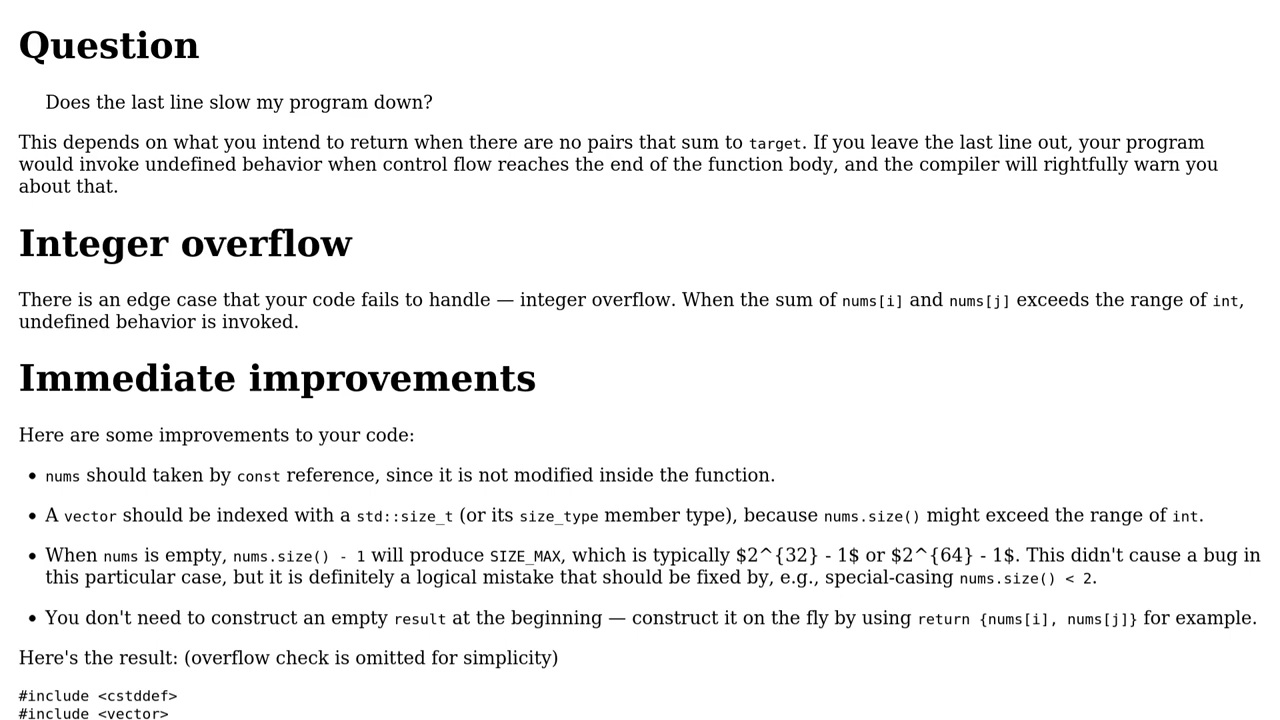 Question
Does the last line slow my program down?
This depends on what you intend to return when there are no pairs that sum to target. If you leave the last line out, your program
would invoke undefined behavior when control flow reaches the end of the function body, and the compiler will rightfully warn you
about that.
Integer overflow
There is an edge case that your code fails to handle — integer overflow. When the sum of nums[i] and nums[j] exceeds the range of int,
undefined behavior is invoked.
Immediate improvements
Here are some improvements to your code:
• nums should taken by const reference, since it is not modified inside the function.
• A vector should be indexed with a std::size_t (or its size_type member type), because nums.size() might exceed the range of int.
• When nums is empty, nums.size() - 1 will produce SIZE_MAX, which is typically $2^{32} - 1$ or $2^{64} - 1$. This didn't cause a bug in
this particular case, but it is definitely a logical mistake that should be fixed by, e.g., special-casing nums.size() < 2.
• You don't need to construct an empty result at the beginning — construct it on the fly by using return {nums[i], nums[j]} for example.
Here's the result: (overflow check is omitted for simplicity)
#include <cstddef>
#include <vector>